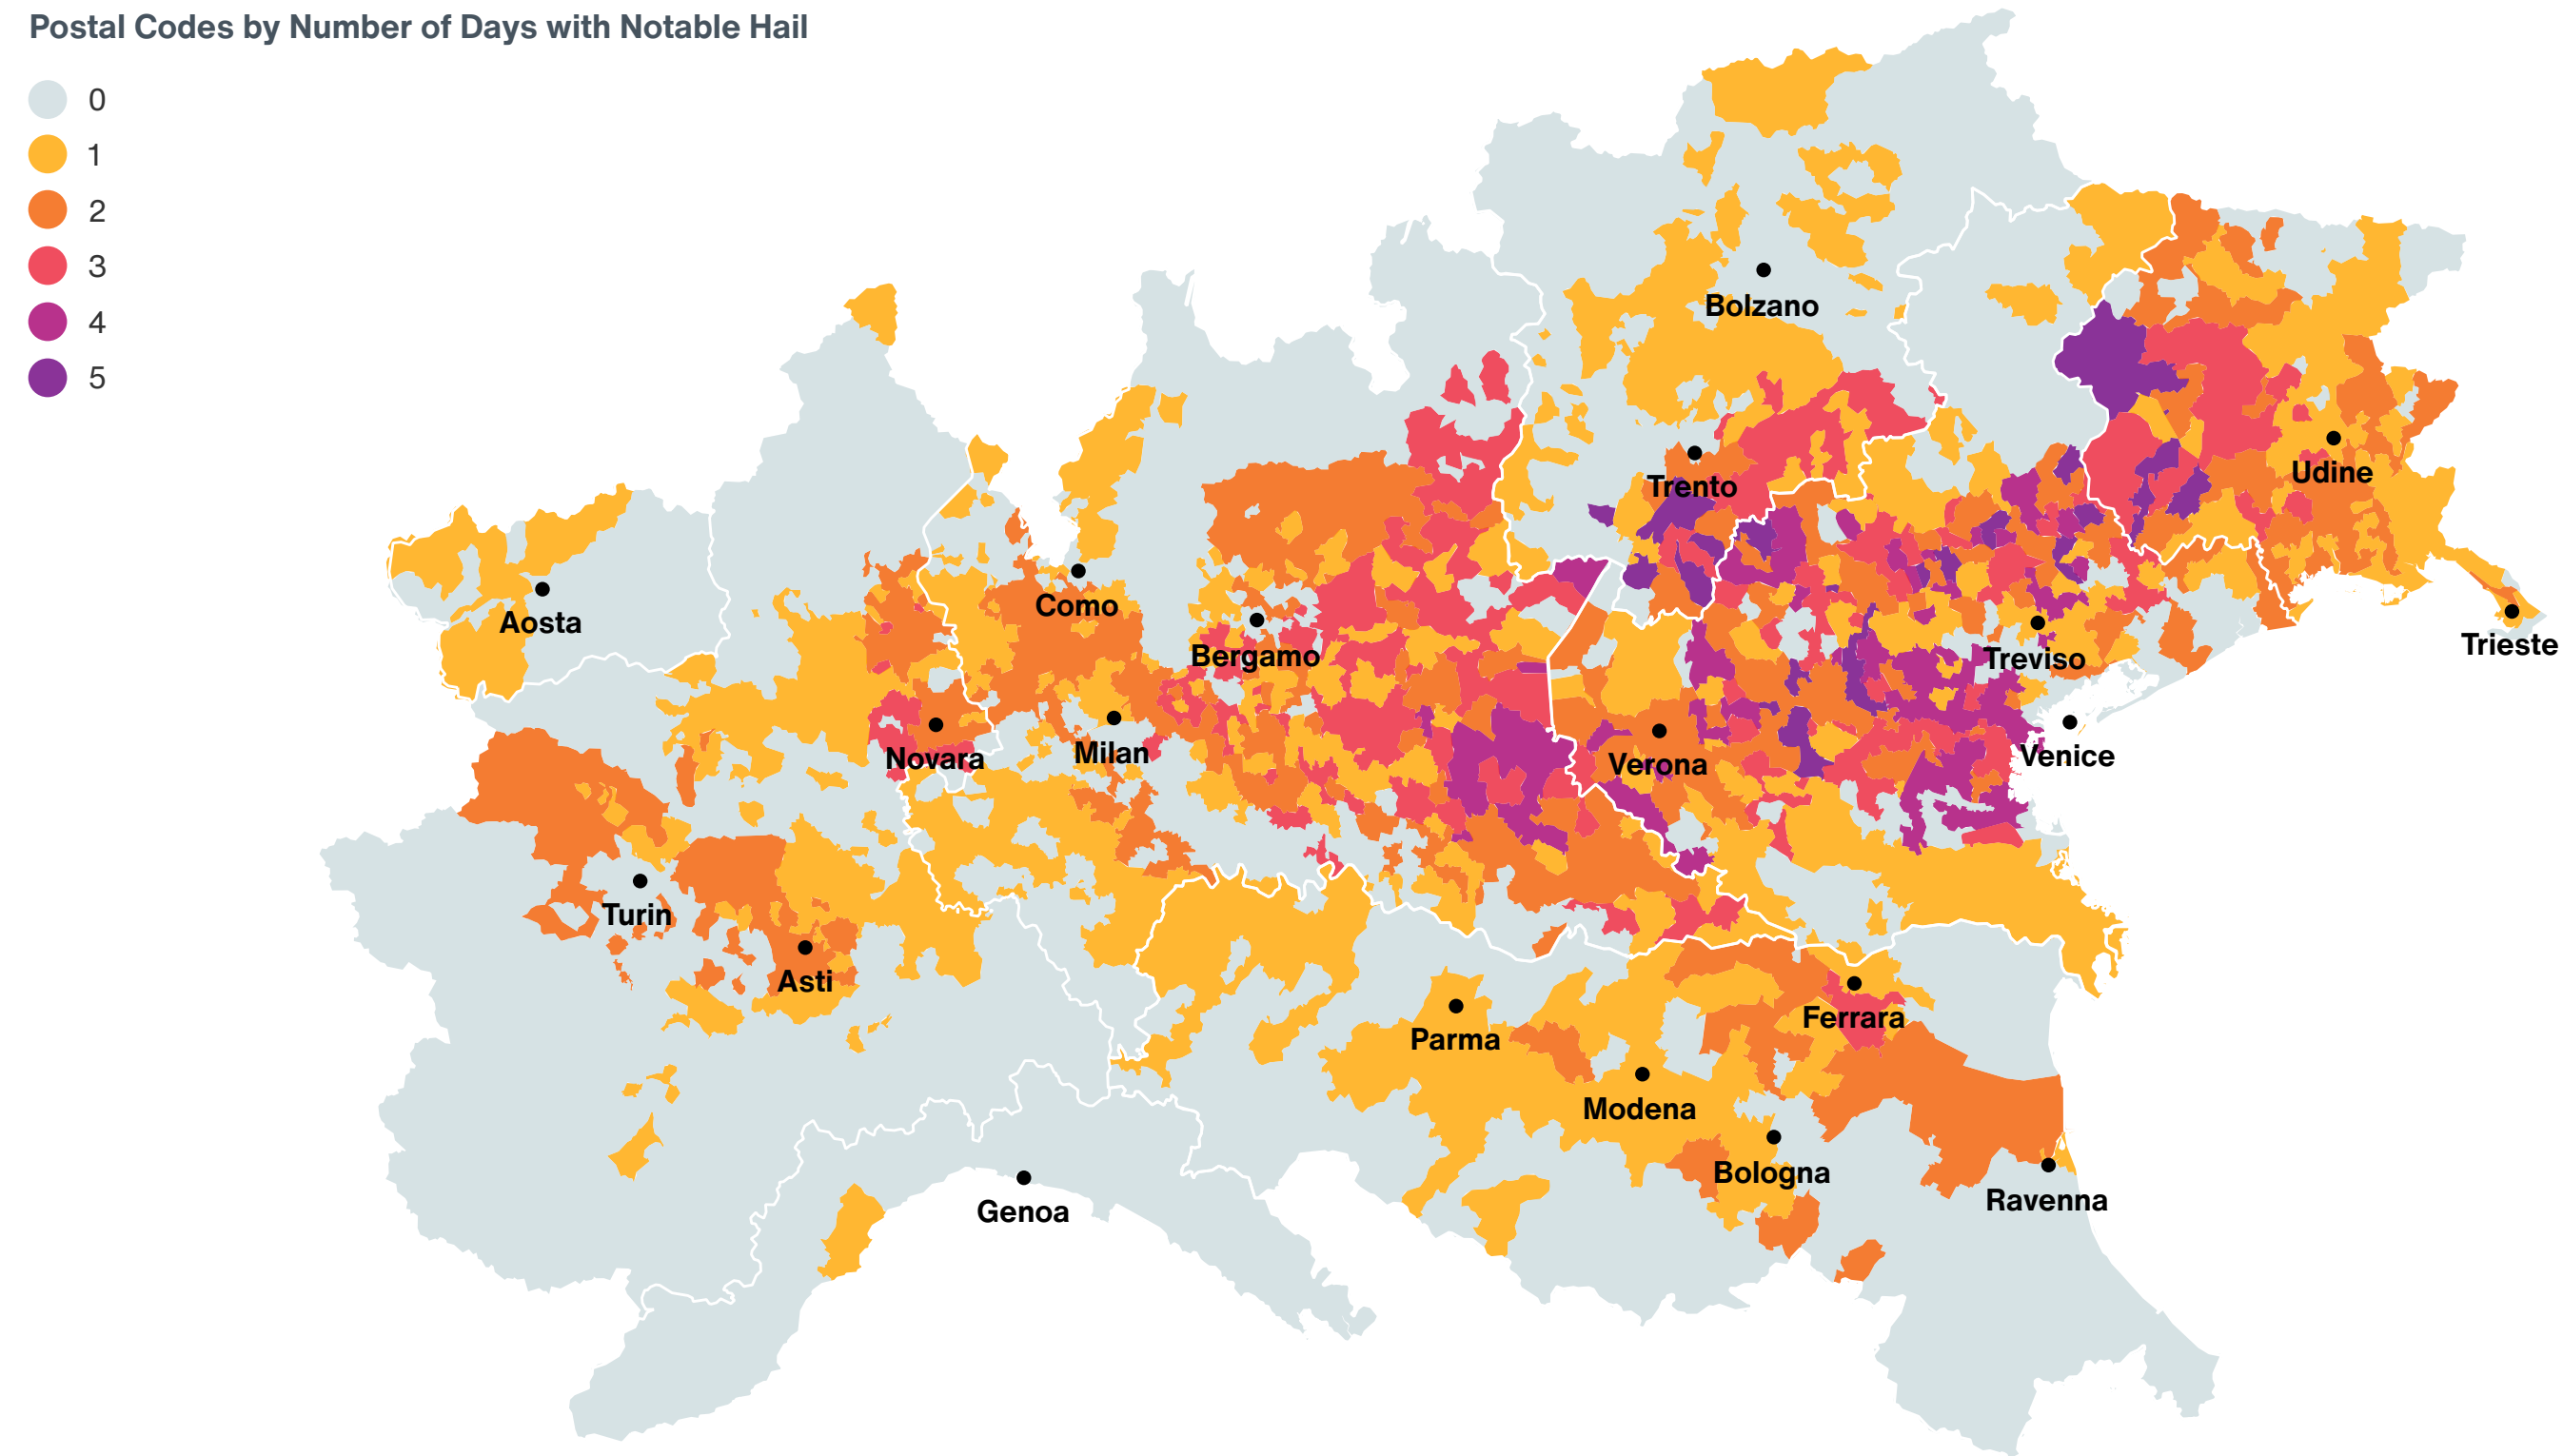 Postal Codes by Number of Days with Notable Hail
0
1
2
3
4
5
Bolzano
Trento
Udine
Aosta
Como
Bergamo
Treviso
Trieste
Novara
Milan
Verona
Venice
Turin
Asti
Parma
Ferrara
Modena
Bologna
Ravenna
Genoa